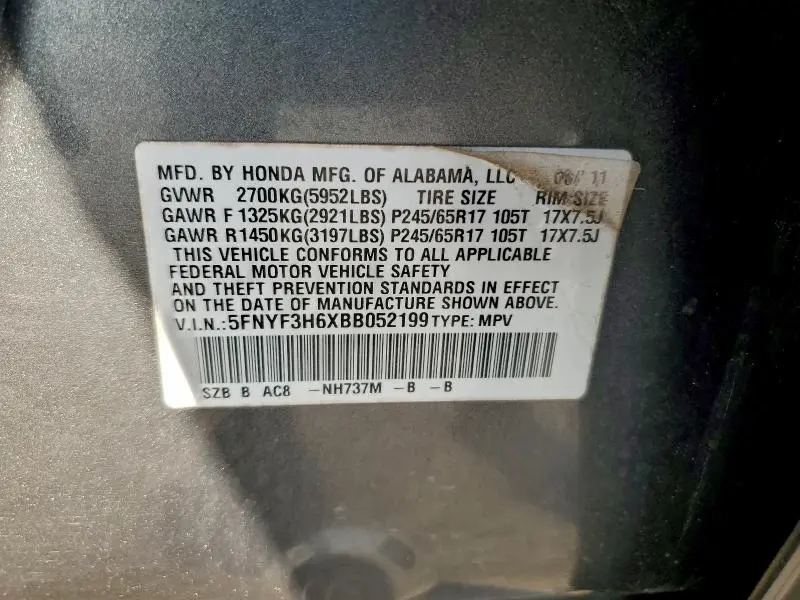 MFD. BY HONDA MFG. OF ALABAMA, LLC 11
GVWR 2700KG(5952LBS) TIRE SIZE RIM SIZE
GAWR F 1325KG(2921LBS) P245/65R17 105T 17X7.5J
GAWR R1450KG(3197LBS) P245/65R17 105T 17X7.5J
THIS VEHICLE CONFORMS TO ALL APPLICABLE
FEDERAL MOTOR VEHICLE SAFETY
AND THEFT PREVENTION STANDARDS IN EFFECT
ON THE DATE OF MANUFACTURE SHOWN ABOVE.
V.I.N.:5FNYF3H6XBB052199 TYPE: MPV
SZB B AC8 -NH737M -B -B